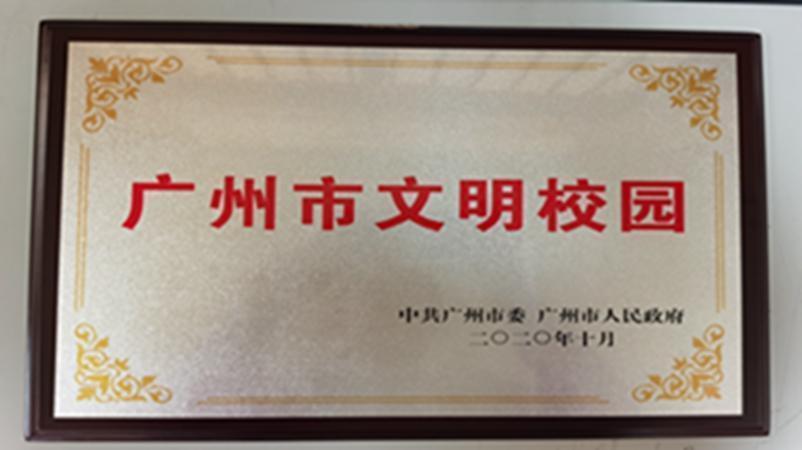 广州市文明校园
中共广州市委 广州市人民政府
二〇二〇年十月